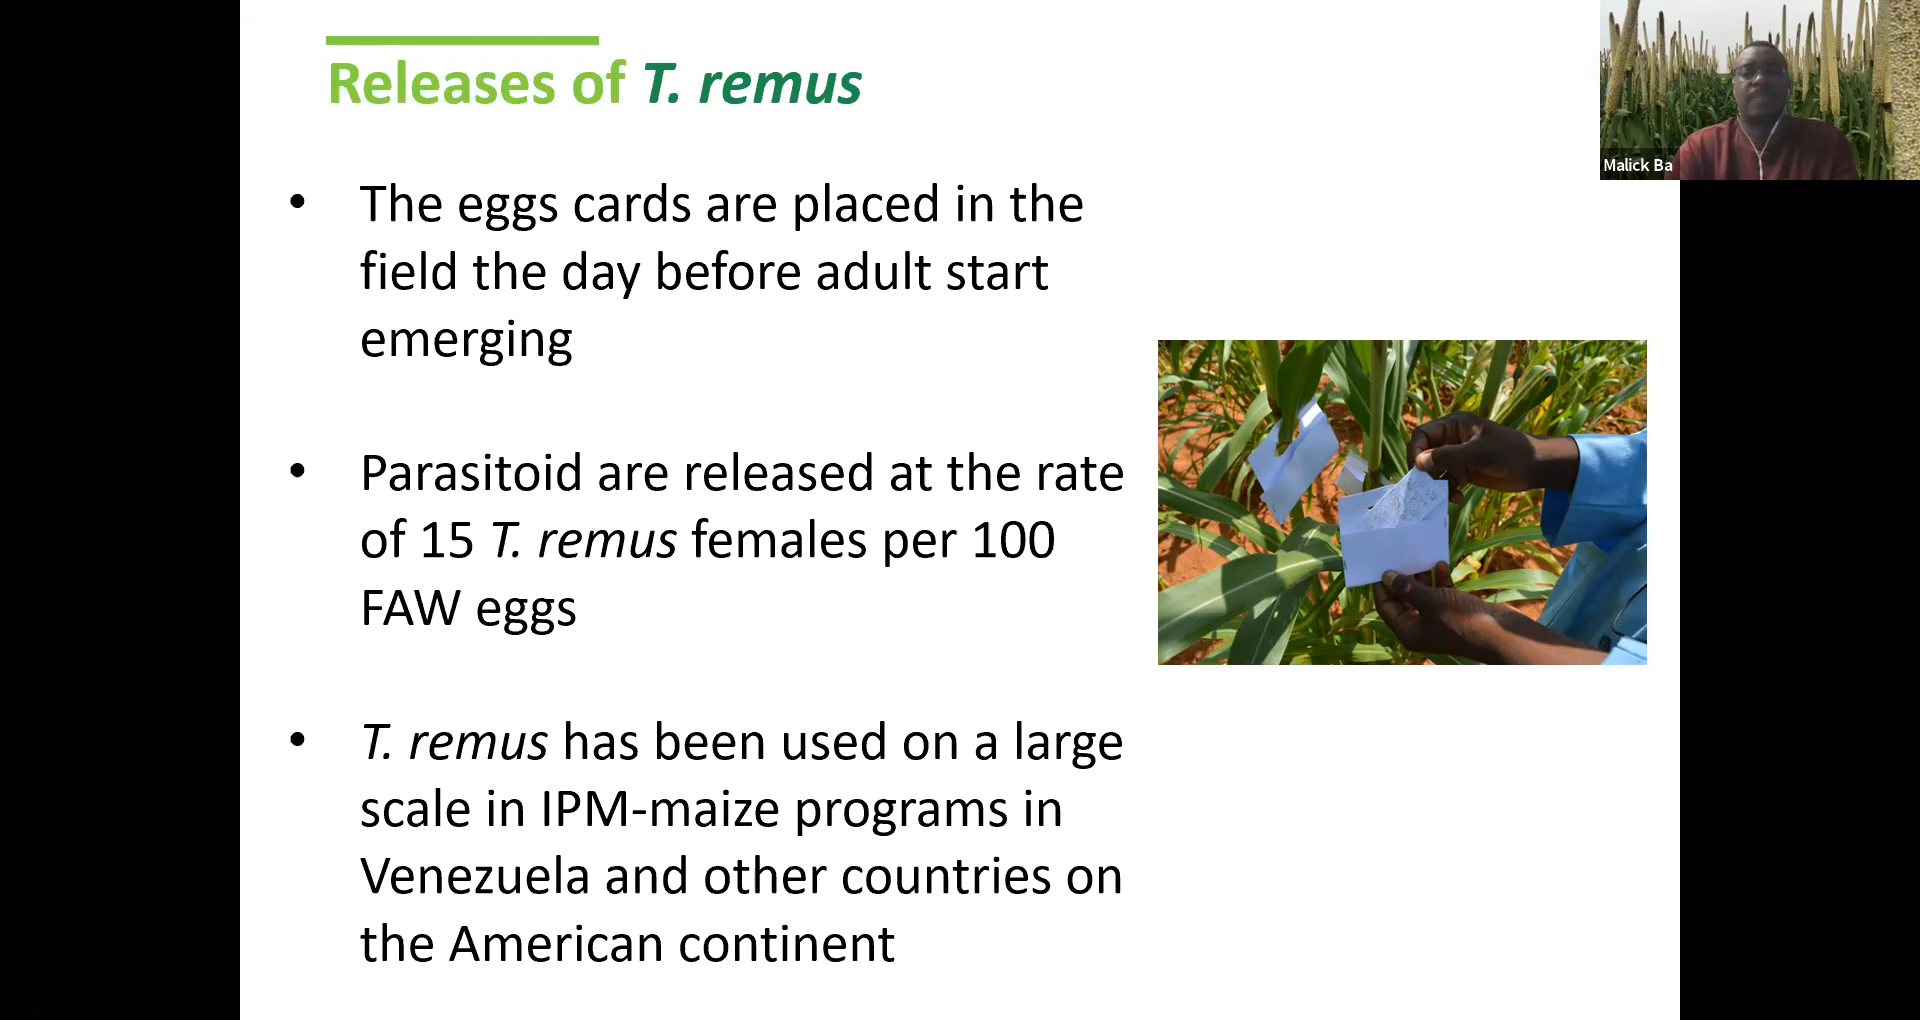 Releases of T. remus
Malick Ba
• The eggs cards are placed in the
field the day before adult start
emerging
• Parasitoid are released at the rate
of 15 T. remus females per 100
FAW eggs
• T. remus has been used on a large
scale in IPM-maize programs in
Venezuela and other countries on
the American continent